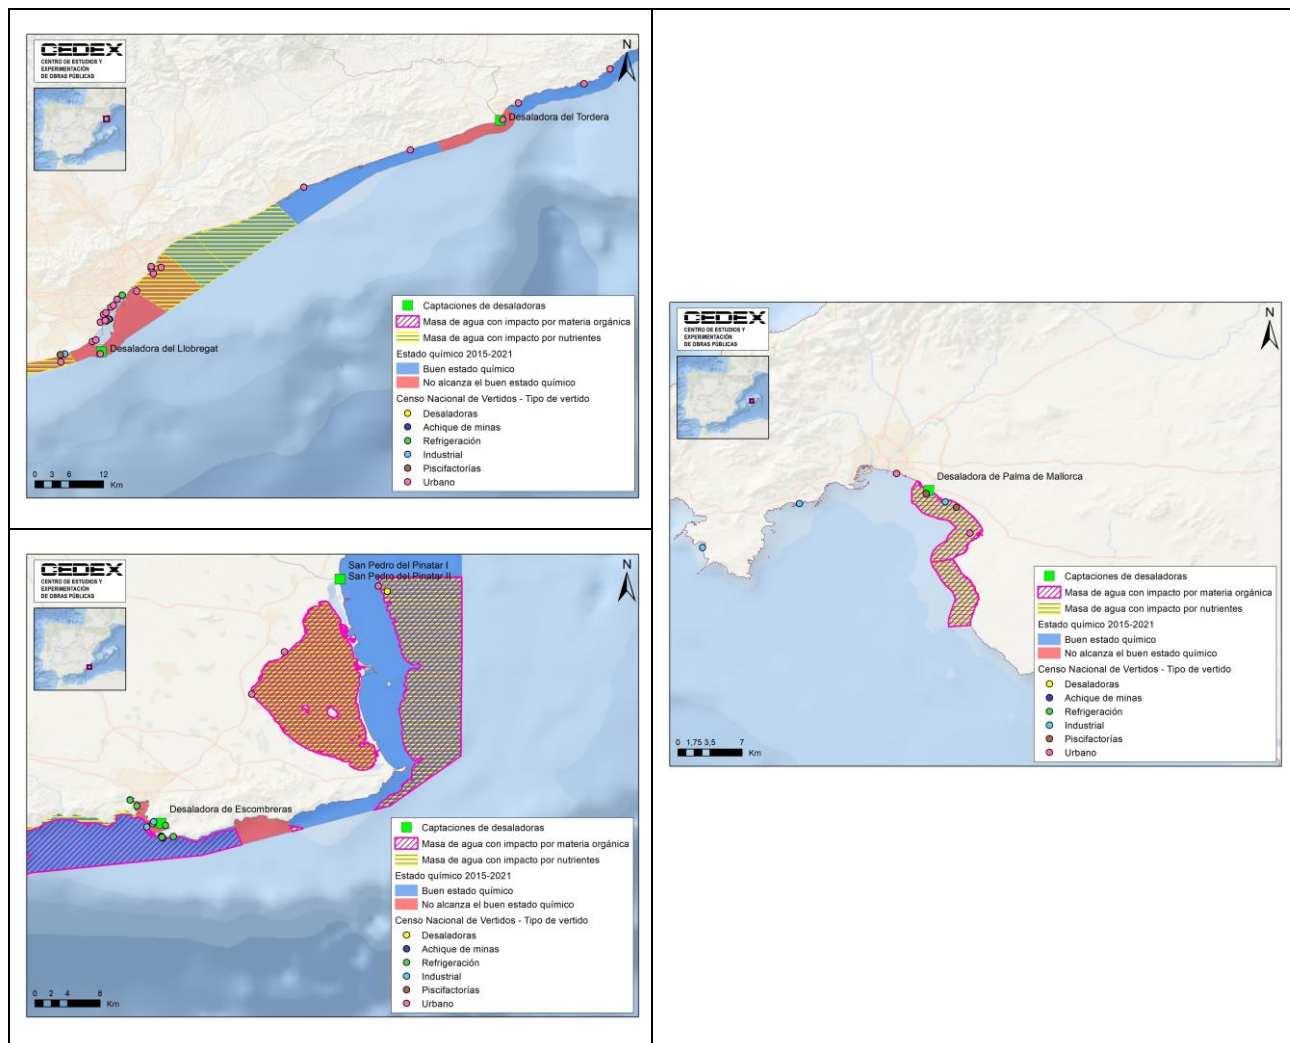 CEDEX
CENTRO DE ESTUDIOS Y
EXPERIMENTACIÓN
DE OBRAS PÚBLICAS
N
Desaladora del Tordera
Desaladora del Llobregat
Captaciones de desaladoras
Masa de agua con impacto por materia orgánica
Masa de agua con impacto por nutrientes
Estado químico 2015-2021
Buen estado químico
No alcanza el buen estado químico
Censo Nacional de Vertidos - Tipo de vertido
Desaladoras
Achique de minas
Refrigeración
Industrial
Piscifactorías
Urbano
0 3 6 12
Km
CEDEX
CENTRO DE ESTUDIOS Y
EXPERIMENTACIÓN
DE OBRAS PÚBLICAS
N
San Pedro del Pinatar I
San Pedro del Pinatar II
Desaladora de Escombreras
Captaciones de desaladoras
Masa de agua con impacto por materia orgánica
Masa de agua con impacto por nutrientes
Estado químico 2015-2021
Buen estado químico
No alcanza el buen estado químico
Censo Nacional de Vertidos - Tipo de vertido
Desaladoras
Achique de minas
Refrigeración
Industrial
Piscifactorías
Urbano
0 2 4 8
Km
CEDEX
CENTRO DE ESTUDIOS Y
EXPERIMENTACIÓN
DE OBRAS PÚBLICAS
N
Desaladora de Palma de Mallorca
Captaciones de desaladoras
Masa de agua con impacto por materia orgánica
Masa de agua con impacto por nutrientes
Estado químico 2015-2021
Buen estado químico
No alcanza el buen estado químico
Censo Nacional de Vertidos - Tipo de vertido
Desaladoras
Achique de minas
Refrigeración
Industrial
Piscifactorías
Urbano
0 1,75 3,5 7
Km